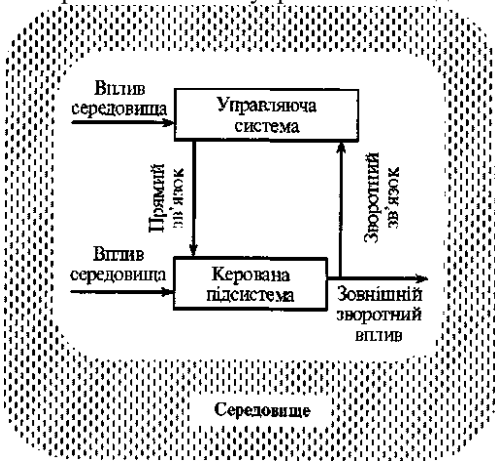 Вплив
середовища
Управляюча
система
Прямий
зв'язок
Зворотний
зв'язок
Вплив
середовища
Керована
підсистема
Зовнішній
зворотний
вплив
Середовище